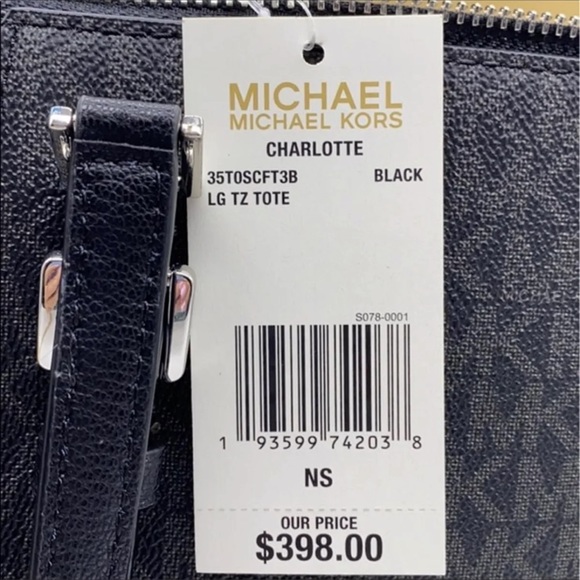 MICHAEL
MICHAEL KORS
CHARLOTTE
35T0SCFT3B BLACK
LG TZ TOTE
S078-0001
1 93599 74203 8
NS
OUR PRICE
$398.00
MICHAEL